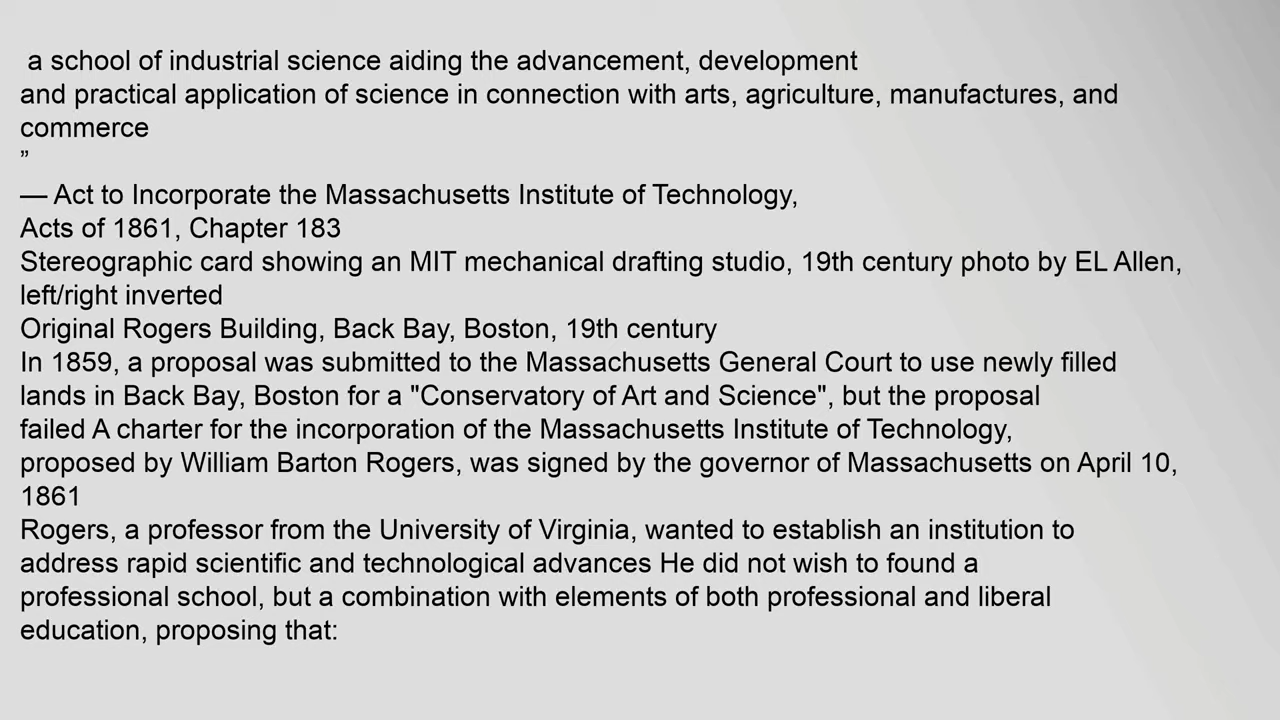 a school of industrial science aiding the advancement, development
and practical application of science in connection with arts, agriculture, manufactures, and
commerce
”
— Act to Incorporate the Massachusetts Institute of Technology,
Acts of 1861, Chapter 183
Stereographic card showing an MIT mechanical drafting studio, 19th century photo by EL Allen,
left/right inverted
Original Rogers Building, Back Bay, Boston, 19th century
In 1859, a proposal was submitted to the Massachusetts General Court to use newly filled
lands in Back Bay, Boston for a "Conservatory of Art and Science", but the proposal
failed A charter for the incorporation of the Massachusetts Institute of Technology,
proposed by William Barton Rogers, was signed by the governor of Massachusetts on April 10,
1861
Rogers, a professor from the University of Virginia, wanted to establish an institution to
address rapid scientific and technological advances He did not wish to found a
professional school, but a combination with elements of both professional and liberal
education, proposing that: